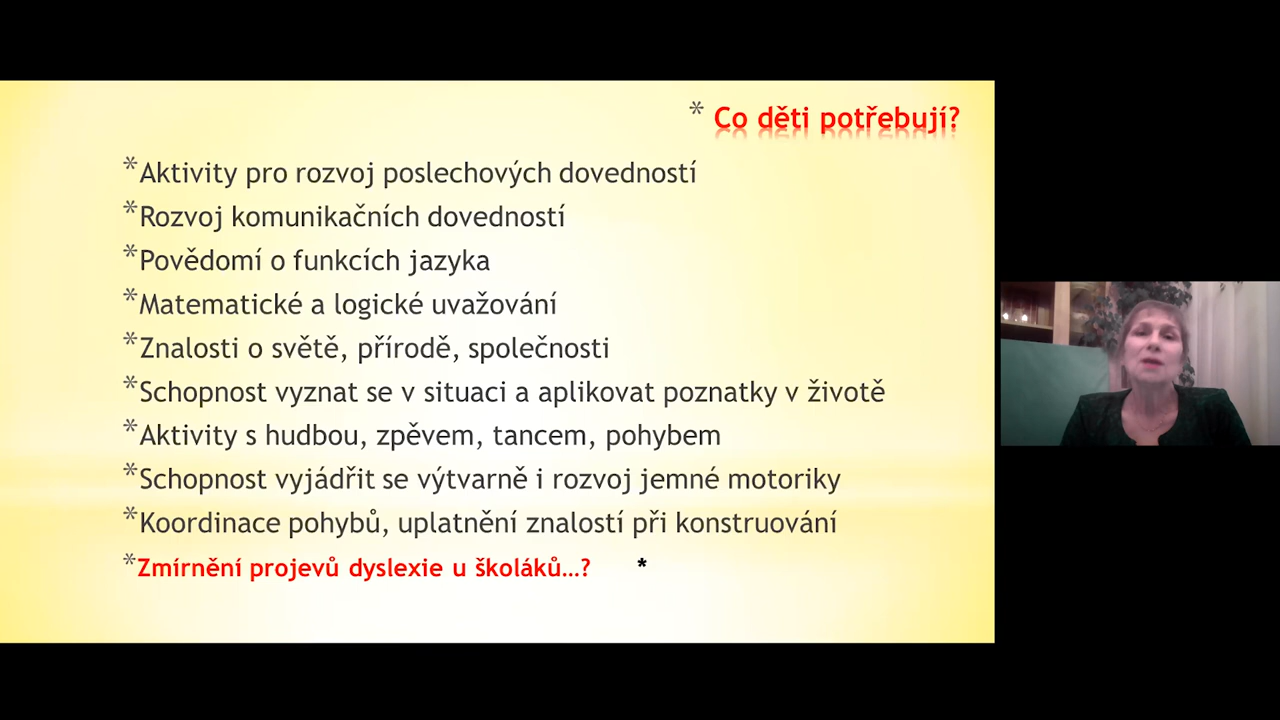 * Co děti potřebují?
*Aktivity pro rozvoj poslechových dovedností
*Rozvoj komunikačních dovedností
*Povědomí o funkcích jazyka
*Matematické a logické uvažování
*Znalosti o světě, přírodě, společnosti
*Schopnost vyznat se v situaci a aplikovat poznatky v životě
*Aktivity s hudbou, zpěvem, tancem, pohybem
*Schopnost vyjádřit se výtvarně i rozvoj jemné motoriky
*Koordinace pohybů, uplatnění znalostí při konstruování
*Zmírnění projevů dyslexie u školáků…? *